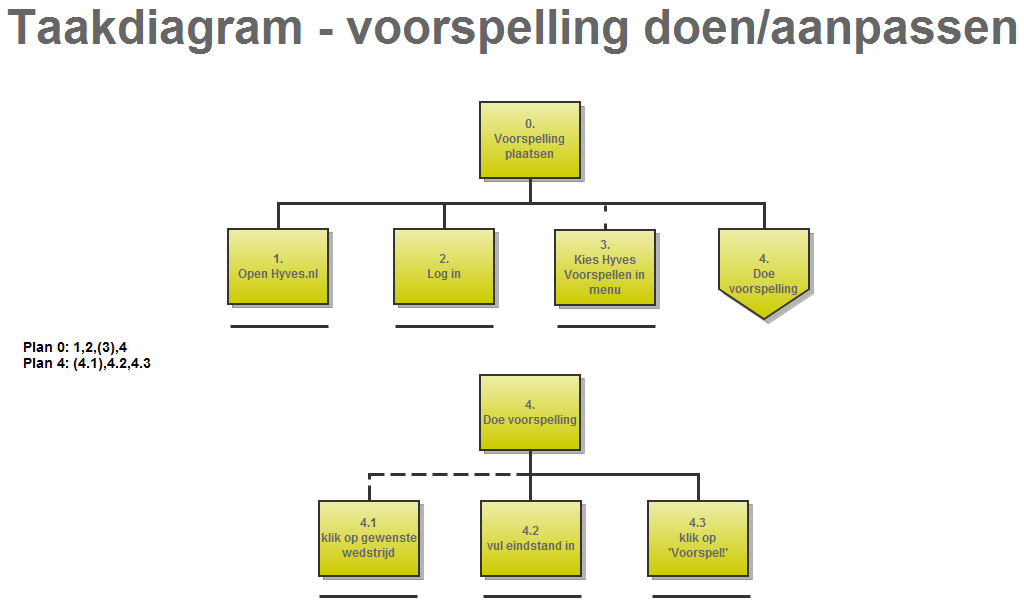 Taakdiagram - voorspelling doen/aanpassen
0.
Voorspelling
plaatsen
1.
Open Hyves.nl
2.
Log in
3.
Kies Hyves
Voorspellen in
menu
4.
Doe
voorspelling
Plan 0: 1,2,(3),4
Plan 4: (4.1),4.2,4.3
4.
Doe voorspelling
4.1
klik op gewenste
wedstrijd
4.2
vul eindstand in
4.3
klik op
'Voorspel!'